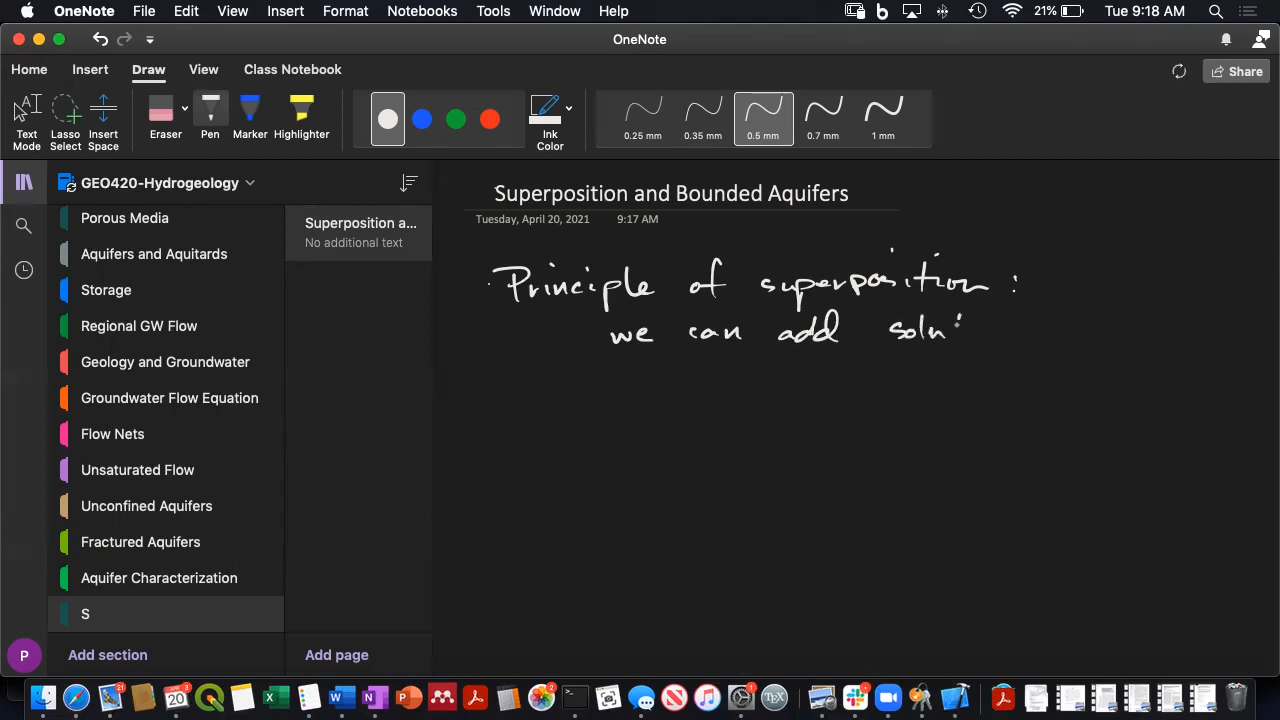 OneNote File Edit View Insert Format Notebooks Tools Window Help 21% Tue 9:18 AM
OneNote
Home Insert Draw View Class Notebook Share
Text Mode Lasso Select Insert Space Eraser Pen Marker Highlighter Ink Color 0.25 mm 0.35 mm 0.5 mm 0.7 mm 1 mm
GEO420-Hydrogeology
Porous Media
Aquifers and Aquitards
Storage
Regional GW Flow
Geology and Groundwater
Groundwater Flow Equation
Flow Nets
Unsaturated Flow
Unconfined Aquifers
Fractured Aquifers
Aquifer Characterization
S
Add section
P
Superposition a...
No additional text
Add page
Superposition and Bounded Aquifers
Tuesday, April 20, 2021 9:17 AM
Principle of superposition :
we can add soln